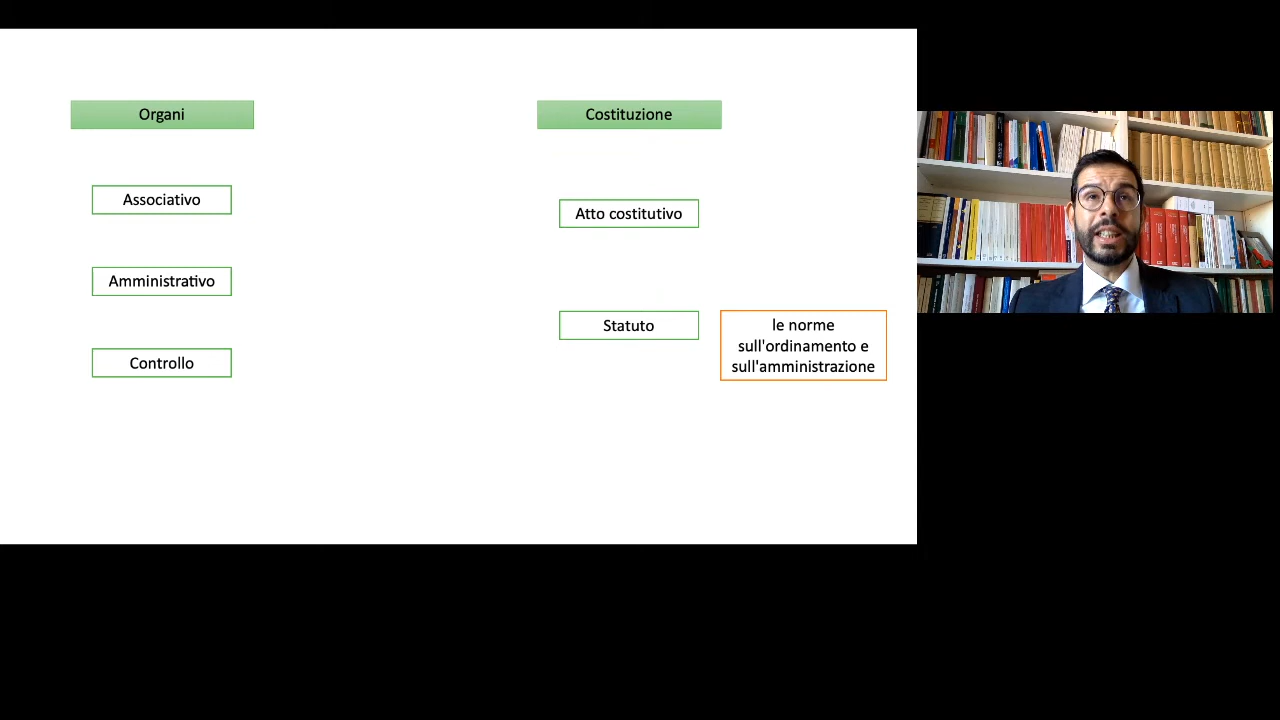 Organi
Costituzione
Associativo
Atto costitutivo
Amministrativo
Statuto
le norme
sull'ordinamento e
sull'amministrazione
Controllo